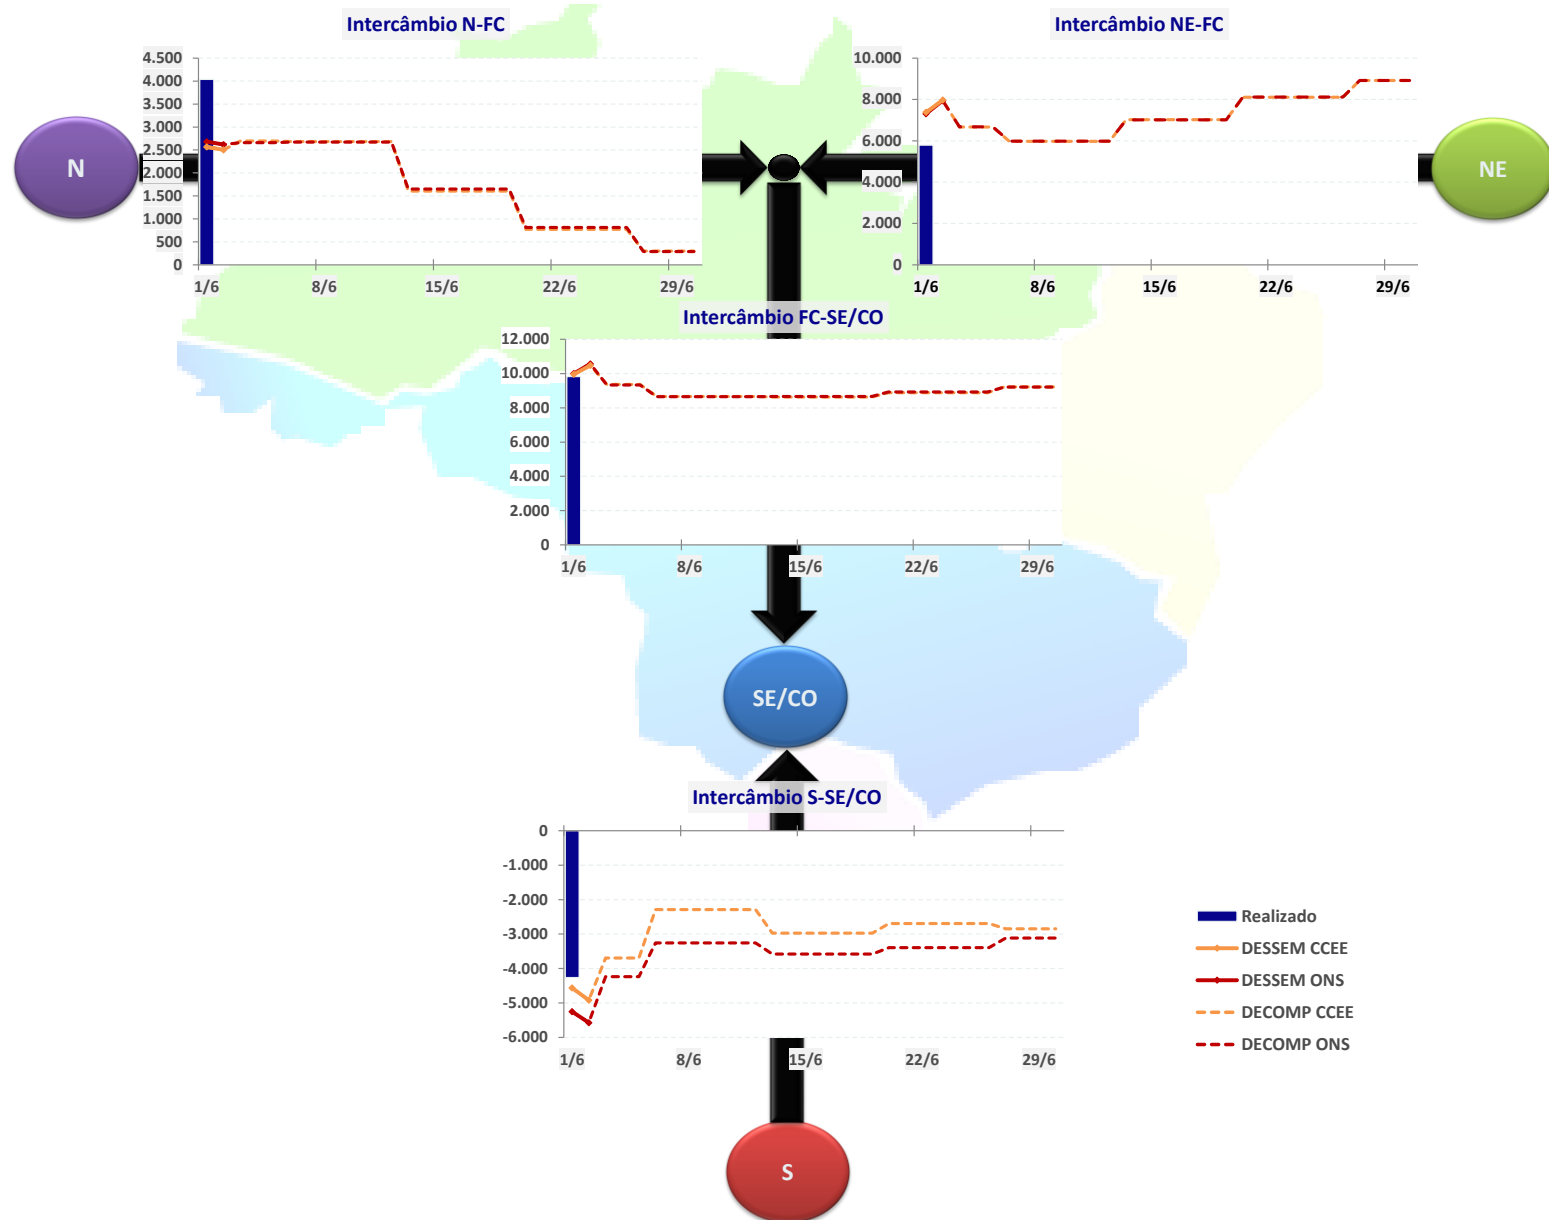 Intercâmbio N-FC
4.500
4.000
3.500
3.000
2.500
2.000
1.500
1.000
500
0
1/6 8/6 15/6 22/6 29/6
N
Intercâmbio NE-FC
10.000
8.000
6.000
4.000
2.000
0
1/6 8/6 15/6 22/6 29/6
NE
Intercâmbio FC-SE/CO
12.000
10.000
8.000
6.000
4.000
2.000
0
1/6 8/6 15/6 22/6 29/6
SE/CO
Intercâmbio S-SE/CO
0
-1.000
-2.000
-3.000
-4.000
-5.000
-6.000
1/6 8/6 15/6 22/6 29/6
Realizado
DESSEM CCEE
DESSEM ONS
DECOMP CCEE
DECOMP ONS
S